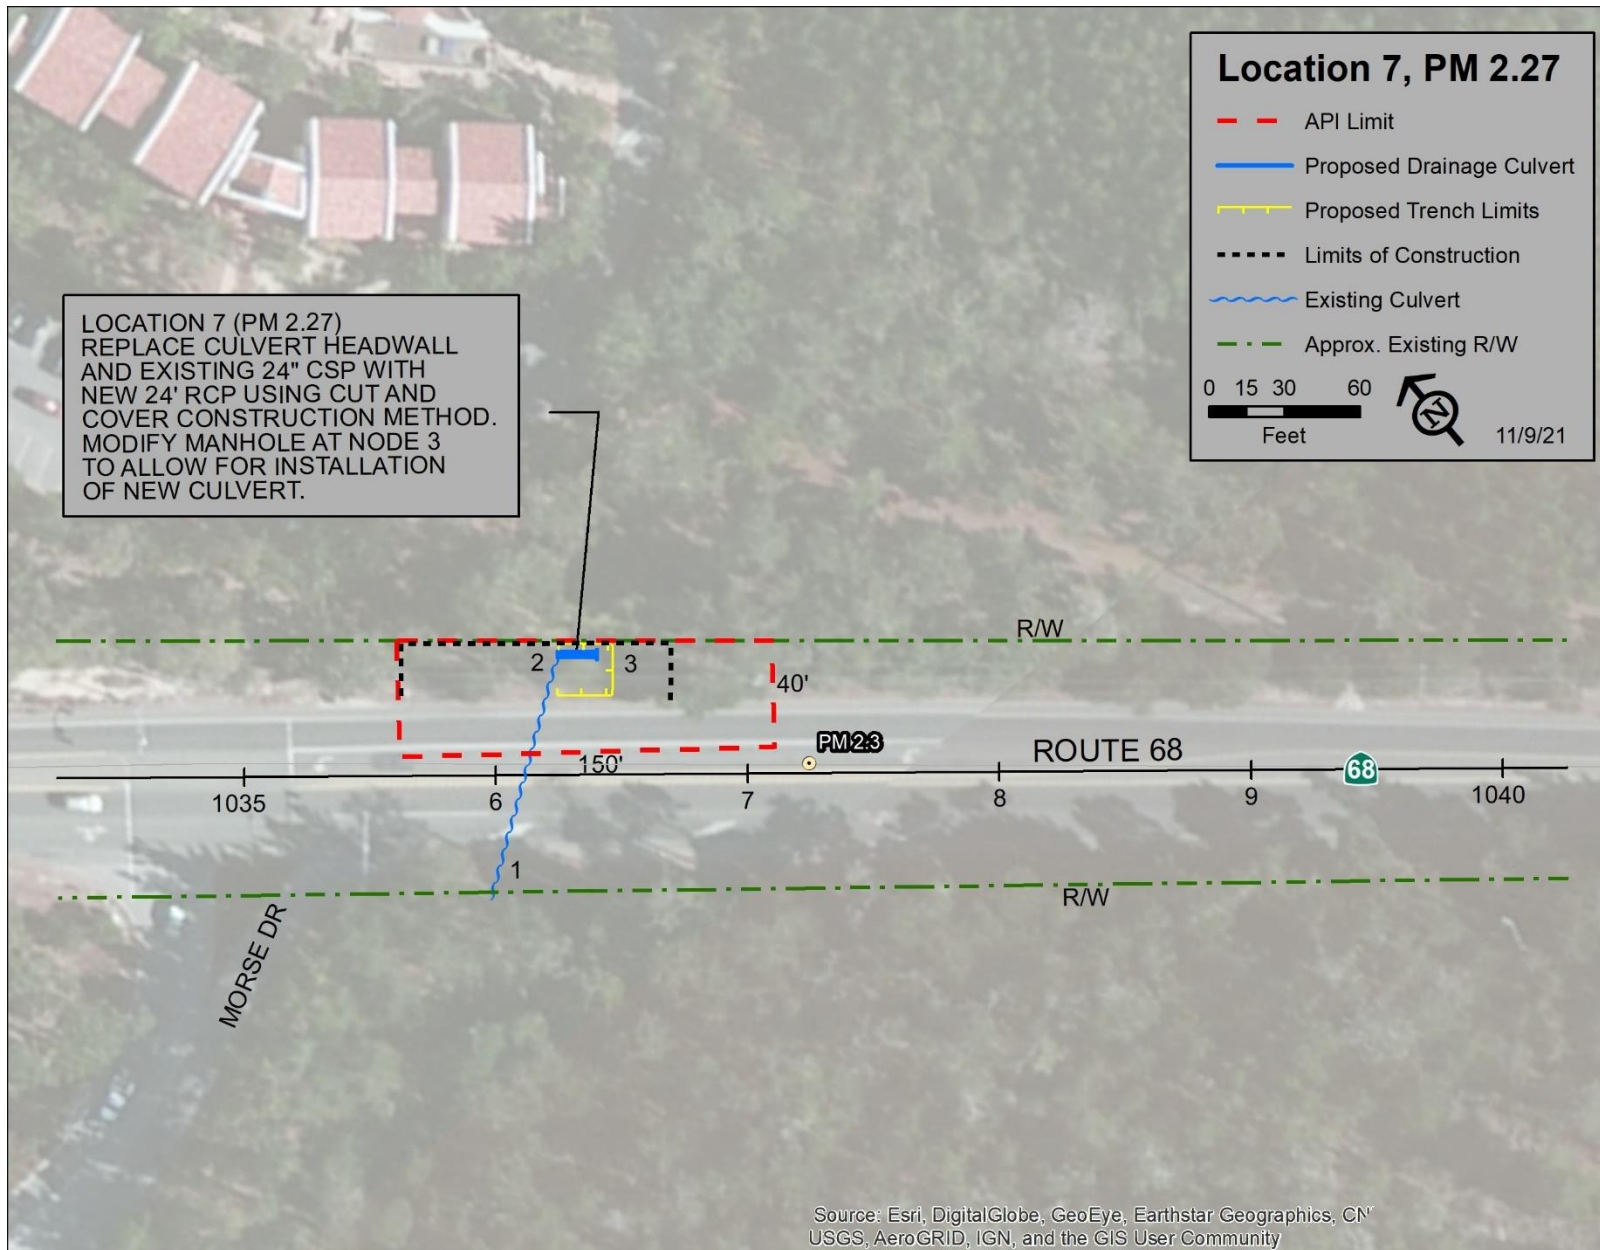 Location 7, PM 2.27
API Limit
Proposed Drainage Culvert
Proposed Trench Limits
Limits of Construction
Existing Culvert
Approx. Existing R/W
0 15 30 60
Feet
N
11/9/21
LOCATION 7 (PM 2.27)
REPLACE CULVERT HEADWALL
AND EXISTING 24" CSP WITH
NEW 24' RCP USING CUT AND
COVER CONSTRUCTION METHOD.
MODIFY MANHOLE AT NODE 3
TO ALLOW FOR INSTALLATION
OF NEW CULVERT.
R/W
2
3
40'
PM 2.3
ROUTE 68
150'
68
1035 6 7 8 9 1040
1
R/W
MORSE DR
Source: Esri, DigitalGlobe, GeoEye, Earthstar Geographics,
USGS, AeroGRID, IGN, and the GIS User Community